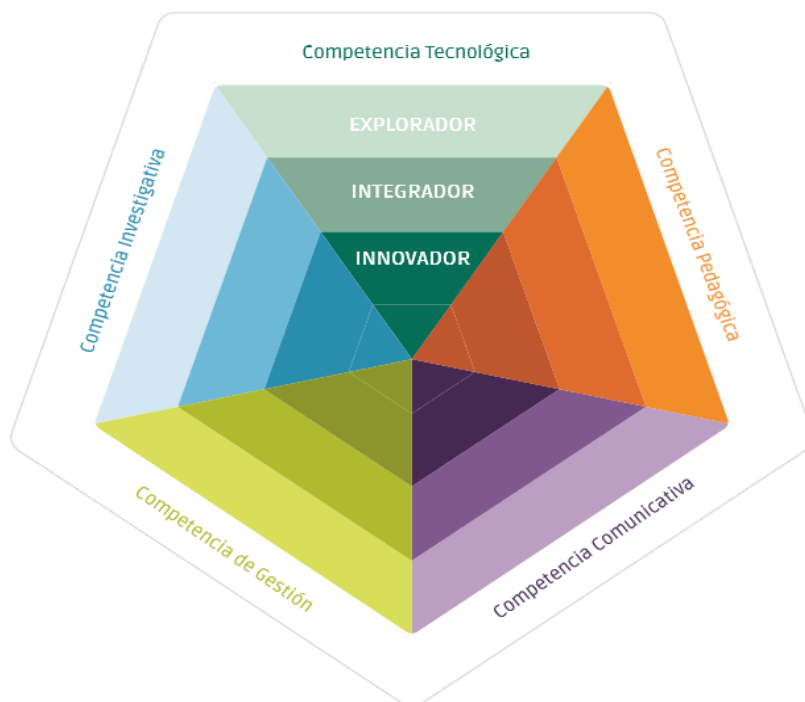 Competencia Tecnológica
EXPLORADOR
INTEGRADOR
INNOVADOR
Competencia Investigativa
Competencia Pedagógica
Competencia de Gestión
Competencia Comunicativa